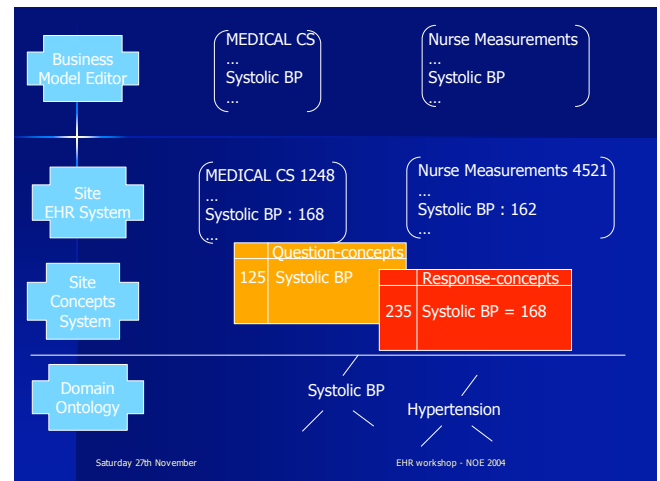 Business
Model Editor
MEDICAL CS
...
Systolic BP
...
Nurse Measurements
...
Systolic BP
...
Site
EHR System
MEDICAL CS 1248
...
Systolic BP : 168
...
Nurse Measurements 4521
...
Systolic BP : 162
...
Site
Concepts
System
Question-concepts
125 Systolic BP
Response-concepts
235 Systolic BP = 168
Domain
Ontology
Systolic BP
Hypertension
Saturday 27th November
EHR workshop - NOE 2004